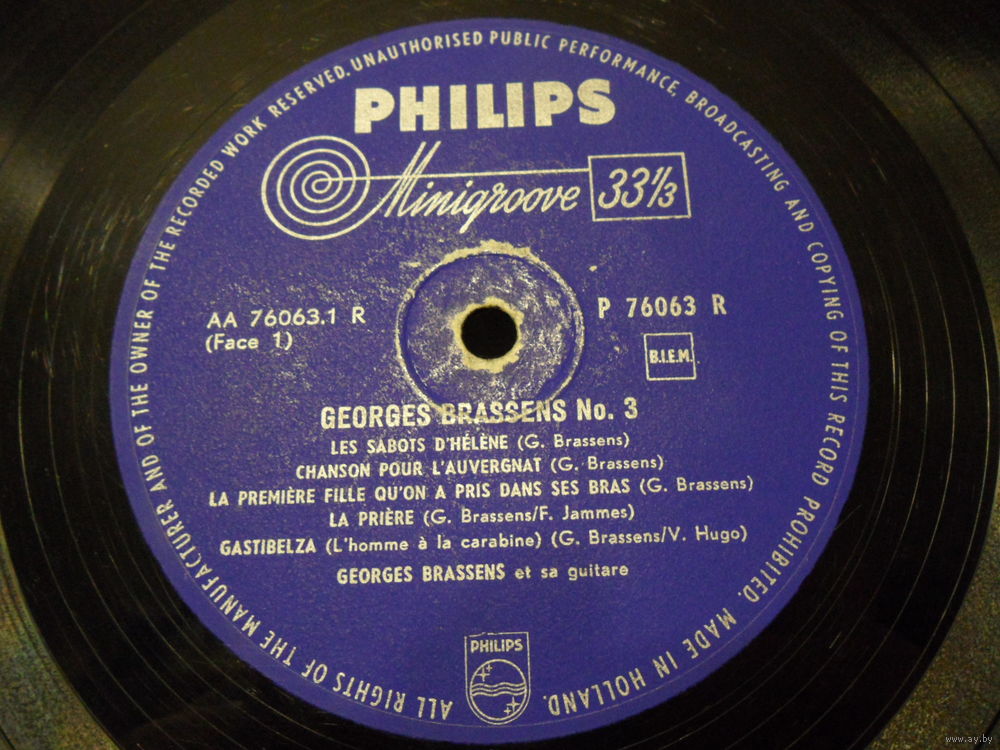 ALL RIGHTS OF THE MANUFACTURER AND OF THE OWNER OF THE RECORDED WORK RESERVED. UNAUTHORISED PUBLIC PERFORMANCE, BROADCASTING AND COPYING OF THIS RECORD PROHIBITED. MADE IN HOLLAND.
PHILIPS
Minigroove 33⅓
AA 76063.1 R
(Face 1)
P 76063 R
B.I.E.M.
GEORGES BRASSENS No. 3
LES SABOTS D'HÉLÈNE (G. Brassens)
CHANSON POUR L'AUVERGNAT (G. Brassens)
LA PREMIÈRE FILLE QU'ON A PRIS DANS SES BRAS (G. Brassens)
LA PRIÈRE (G. Brassens/F. Jammes)
GASTIBELZA (L'homme à la carabine) (G. Brassens/V. Hugo)
GEORGES BRASSENS et sa guitare
PHILIPS
www.ay.by